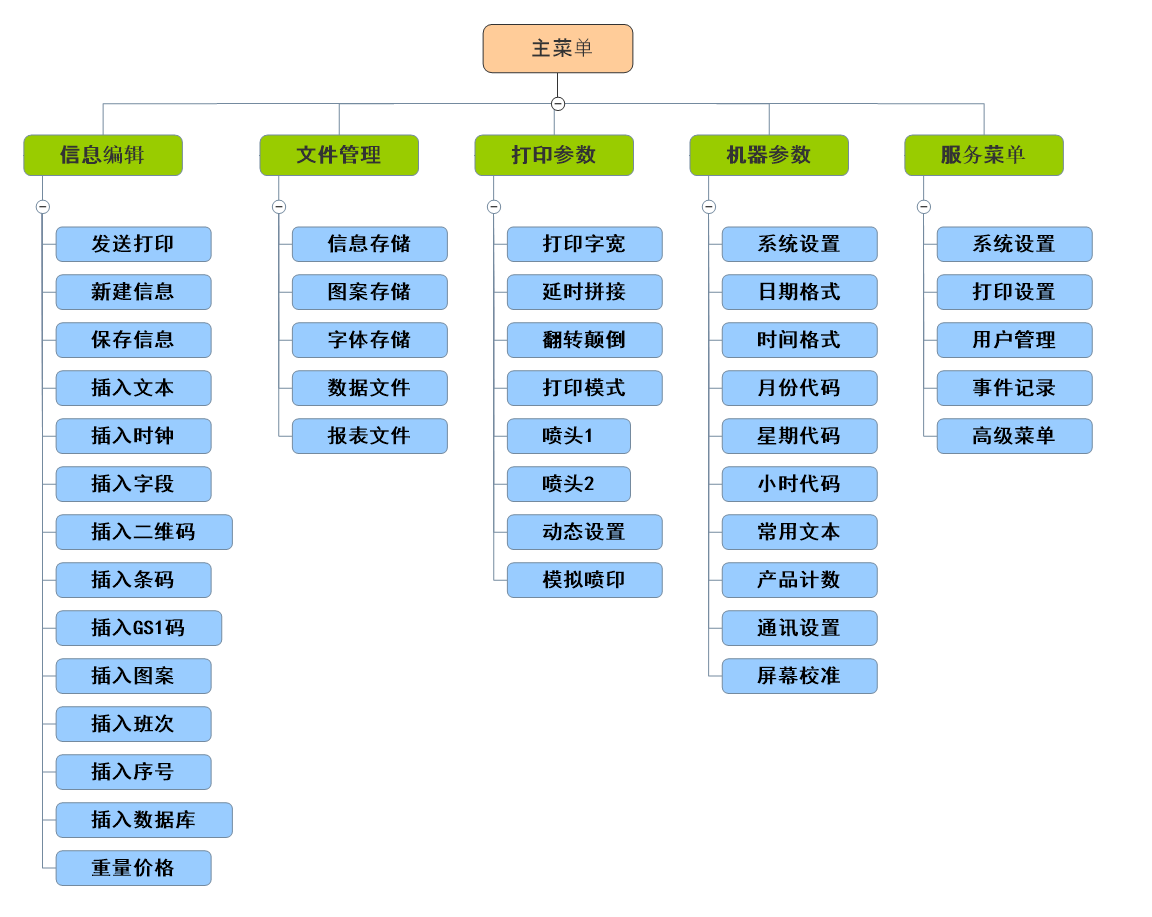 主菜单
信息编辑
发送打印
新建信息
保存信息
插入文本
插入时钟
插入字段
插入二维码
插入条码
插入GS1码
插入图案
插入班次
插入序号
插入数据库
重量价格
文件管理
信息存储
图案存储
字体存储
数据文件
报表文件
打印参数
打印字宽
延时拼接
翻转颠倒
打印模式
喷头1
喷头2
动态设置
模拟喷印
机器参数
系统设置
日期格式
时间格式
月份代码
星期代码
小时代码
常用文本
产品计数
通讯设置
屏幕校准
服务菜单
系统设置
打印设置
用户管理
事件记录
高级菜单